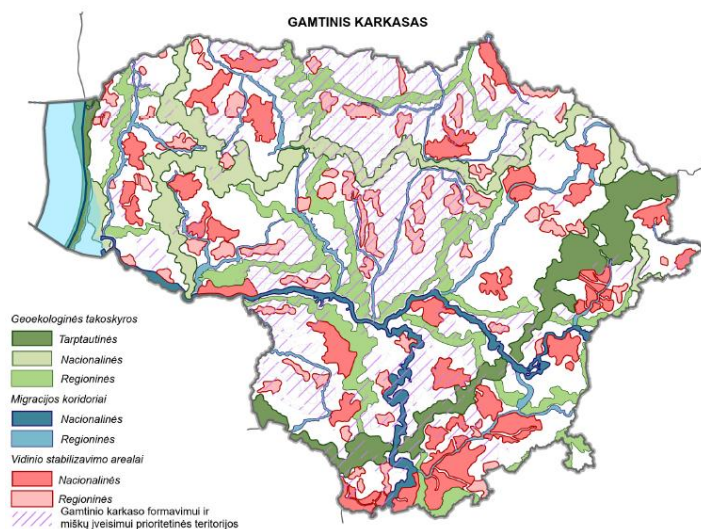 GAMTINIS KARKASAS
Geoekologinės takoskyros
Tarptautinės
Nacionalinės
Regioninės
Migracijos koridoriai
Nacionalinės
Regioninės
Vidinio stabilizavimo arealai
Nacionalinės
Regioninės
Gamtinio karkaso formavimui ir
miškų įveisimui prioritetinės teritorijos